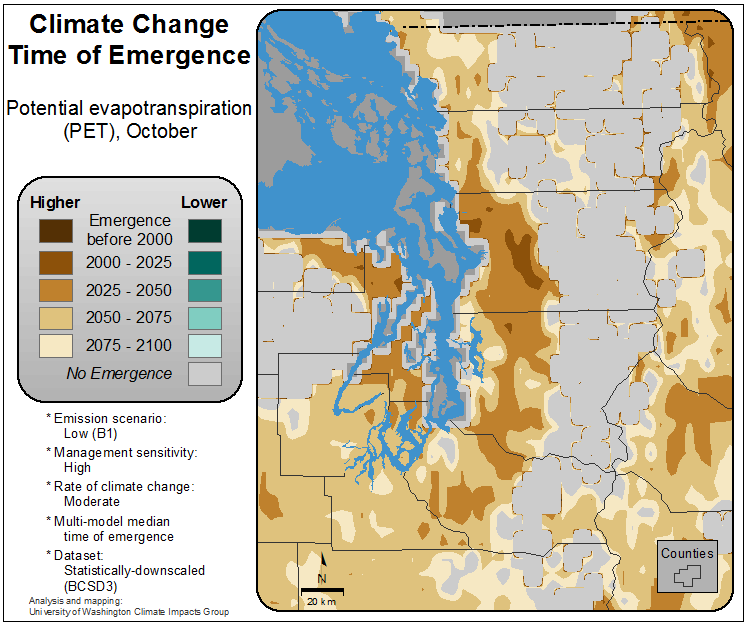 Climate Change
Time of Emergence
Potential evapotranspiration
(PET), October
Higher
Lower
Emergence
before 2000
2000 - 2025
2025 - 2050
2050 - 2075
2075 - 2100
No Emergence
* Emission scenario:
Low (B1)
* Management sensitivity:
High
* Rate of climate change:
Moderate
* Multi-model median
time of emergence
* Dataset:
Statistically-downscaled
(BCSD3)
Analysis and mapping:
University of Washington Climate Impacts Group
N
20 km
Counties